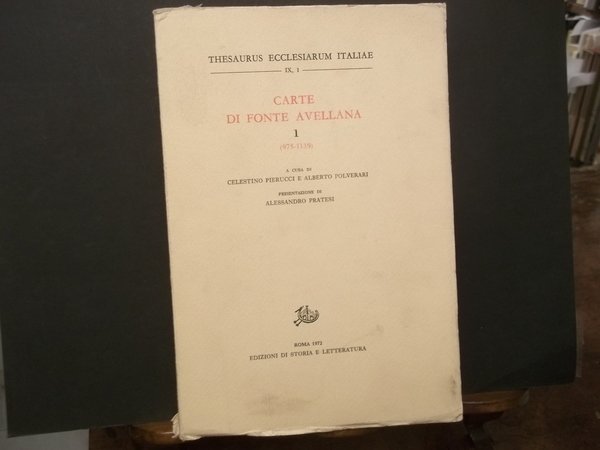 THESAURUS ECCLESIARUM ITALIAE
IX, 1
CARTE
DI FONTE AVELLANA
1
(975-1139)
A CURA DI
CELESTINO PIERUCCI E ALBERTO POLVERARI
PRESENTAZIONE DI
ALESSANDRO PRATESI
ROMA 1972
EDIZIONI DI STORIA E LETTERATURA